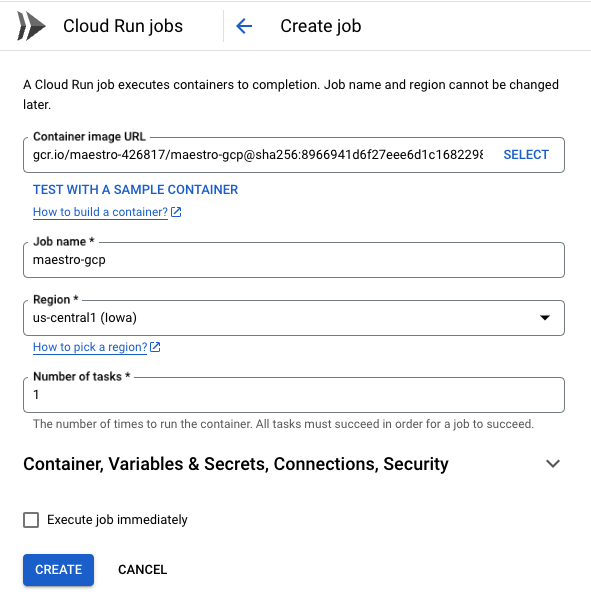 Cloud Run jobs
Create job
A Cloud Run job executes containers to completion. Job name and region cannot be changed
later.
Container image URL
gcr.io/maestro-426817/maestro-gcp@sha256:8966941d6f27eee6d1c1682298
SELECT
TEST WITH A SAMPLE CONTAINER
How to build a container?
Job name *
maestro-gcp
Region *
us-central1 (Iowa)
How to pick a region?
Number of tasks *
1
The number of times to run the container. All tasks must succeed in order for a job to succeed.
Container, Variables & Secrets, Connections, Security
Execute job immediately
CREATE
CANCEL